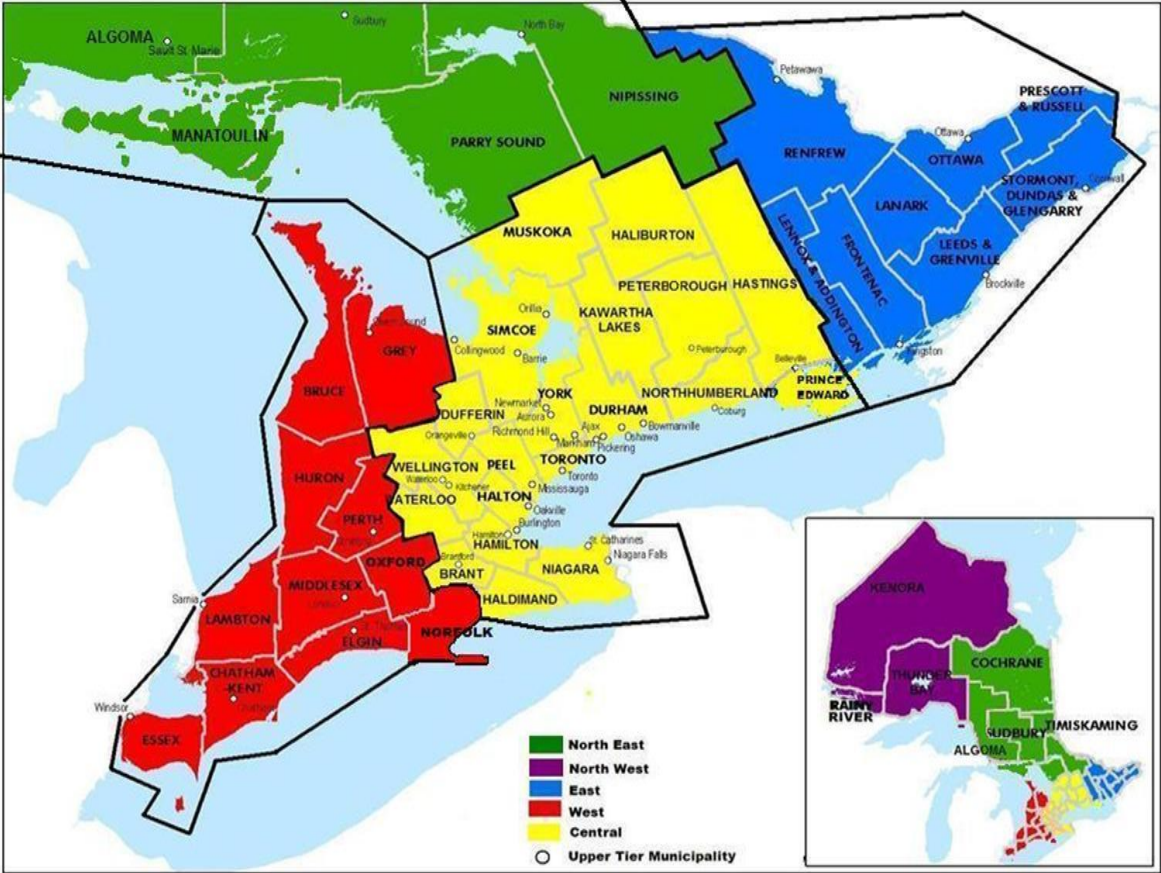 ALGOMA
Sault St. Marie
Sudbury
North Bay
NIPISSING
MANATOULIN
PARRY SOUND
Petawawa
PRESCOTT
& RUSSELL
Ottawa
RENFREW
OTTAWA
STORMONT,
DUNDAS &
GLENGARRY
Cornwall
LANARK
LEEDS &
GRENVILLE
Brockville
LENNOX & ADDINGTON
FRONTENAC
Kingston
MUSKOKA
HALIBURTON
PETERBOROUGH
HASTINGS
KAWARTHA
LAKES
Orillia
SIMCOE
Collingwood
Barrie
Peterborough
Belleville
PRINCE
EDWARD
NORTHHUMBERLAND
Coburg
GREY
BRUCE
DUFFERIN
Orangeville
YORK
Newmarket
Aurora
Richmond Hill
DURHAM
Ajax
Bowmanville
Oshawa
Markham
Pickering
TORONTO
Toronto
WELLINGTON
PEEL
Waterloo
Kitchener
WATERLOO
Mississauga
HALTON
Oakville
Burlington
Hamilton
HAMILTON
St. Catharines
Niagara Falls
NIAGARA
Brantford
BRANT
HALDIMAND
HURON
PERTH
OXFORD
MIDDLESEX
Sarnia
LAMBTON
ELGIN
NORFOLK
CHATHAM
-KENT
Windsor
ESSEX
North East
North West
East
West
Central
Upper Tier Municipality
KENORA
THUNDER
BAY
RAINY
RIVER
COCHRANE
TIMISKAMING
SUDBURY
ALGOMA